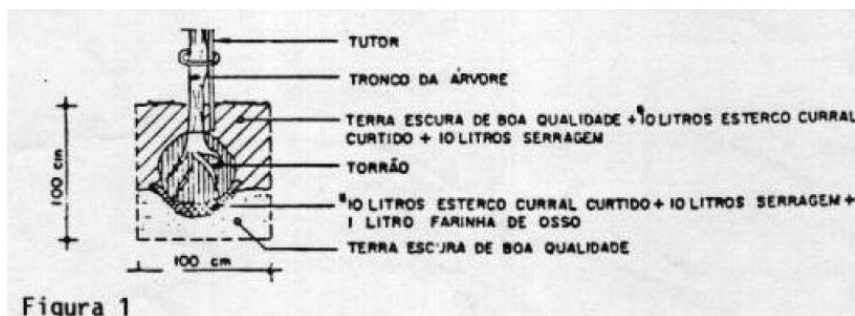 TUTOR
TRONCO DA ÁRVORE
TERRA ESCURA DE BOA QUALIDADE + 10 LITROS ESTERCO CURRAL
CURTIDO + 10 LITROS SERRAGEM
TORRÃO
10 LITROS ESTERCO CURRAL CURTIDO + 10 LITROS SERRAGEM +
1 LITRO FARINHA DE OSSO
TERRA ESCURA DE BOA QUALIDADE
100 cm
100 cm
Figura 1